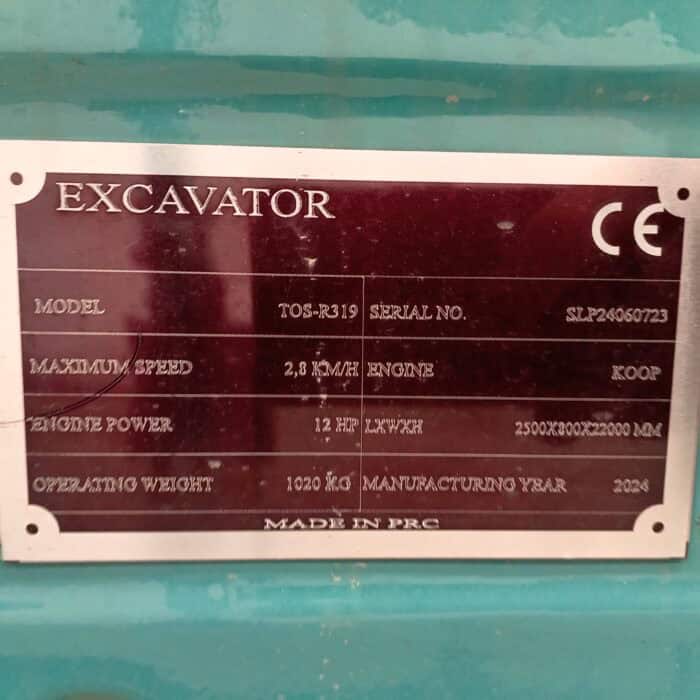 EXCAVATOR
CE
MODEL TOS-R319 SERIAL NO. SLP24060723
MAXIMUM SPEED 2,8 KM/H ENGINE KOOP
ENGINE POWER 12 HP LXWXH 2500X800X22000 MM
OPERATING WEIGHT 1020 KG MANUFACTURING YEAR 2024
MADE IN PRC